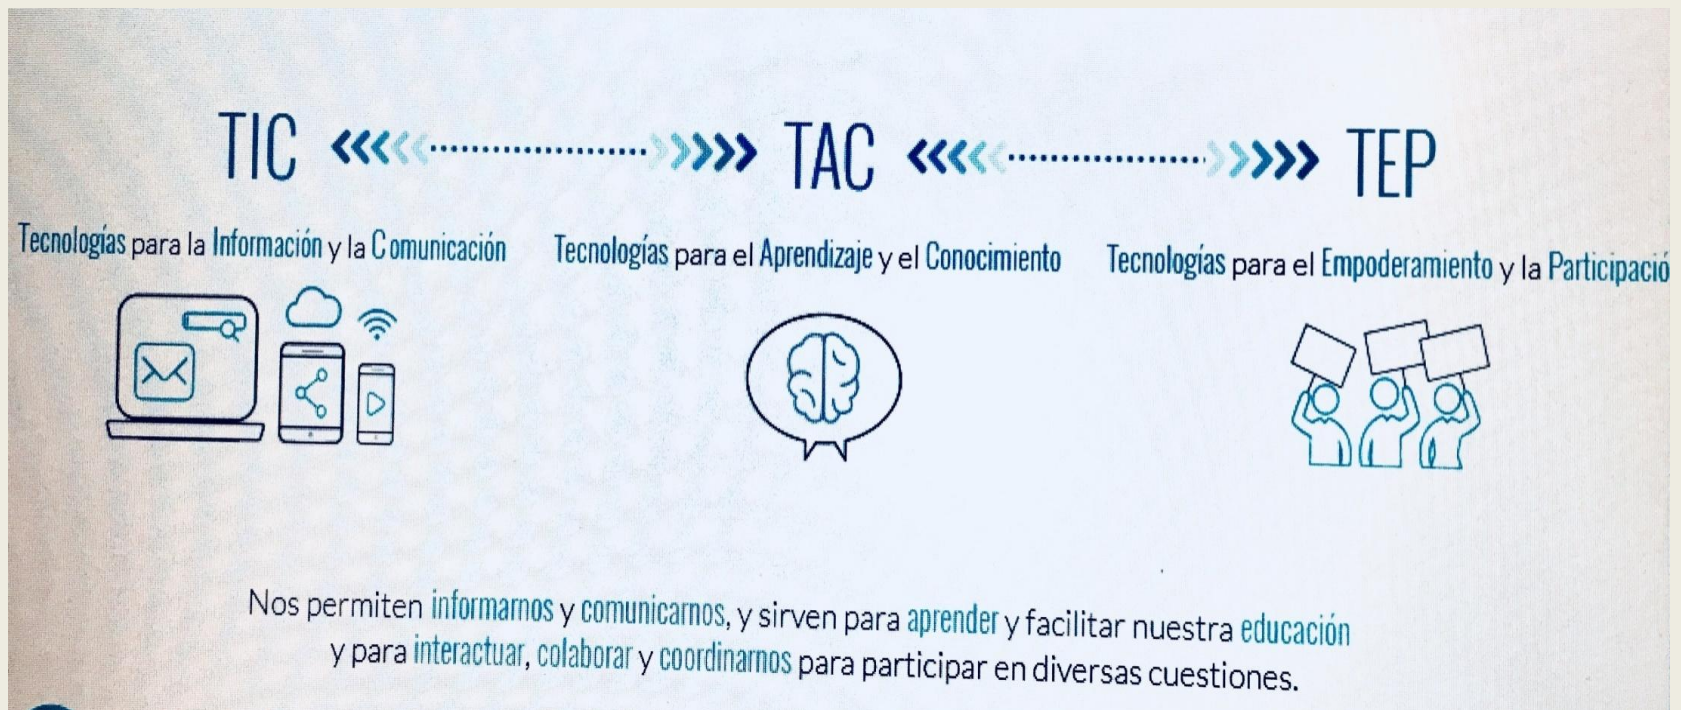 TIC TAC TEP
Tecnologías para la Información y la Comunicación Tecnologías para el Aprendizaje y el Conocimiento Tecnologías para el Empoderamiento y la Participació
Nos permiten informarnos y comunicarnos, y sirven para aprender y facilitar nuestra educación
y para interactuar, colaborar y coordinarnos para participar en diversas cuestiones.